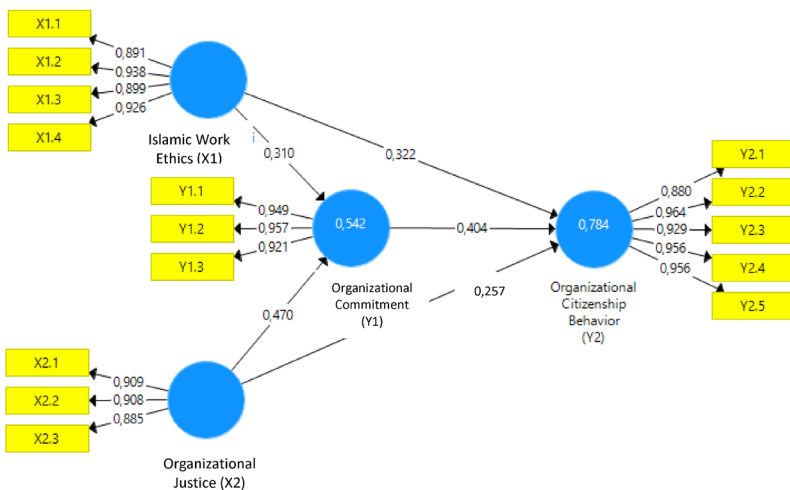 X1.1
0,891
X1.2
0.938
X1.3
0,899
X1.4
0,926
Islamic Work
Ethics (X1)
i
0,310
0,322
Y1.1
0,949
Y1.2
0,957
Y1.3
0,921
0,542
0,404
Organizational
Commitment
(Y1)
0,470
0,257
0,784
Organizational
Citizenship
Behavior
(Y2)
Y2.1
0,880
Y2.2
0,964
Y2.3
0,929
Y2.4
0,956
Y2.5
0,956
X2.1
0,909
X2.2
0,908
X2.3
0,885
Organizational
Justice (X2)